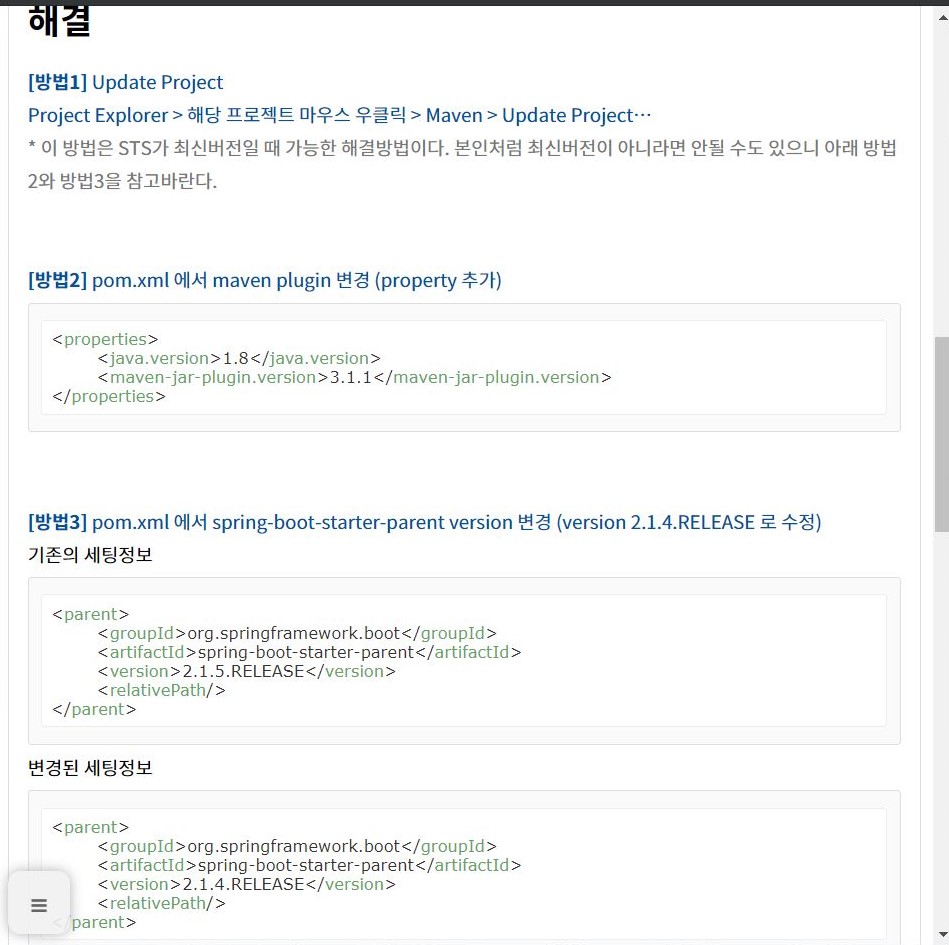 해결
[방법1] Update Project
Project Explorer > 해당 프로젝트 마우스 우클릭 > Maven > Update Project…
* 이 방법은 STS가 최신버전일 때 가능한 해결방법이다. 본인처럼 최신버전이 아니라면 안될 수도 있으니 아래 방법
2와 방법3을 참고바란다.
[방법2] pom.xml 에서 maven plugin 변경 (property 추가)
<properties>
<java.version>1.8</java.version>
<maven-jar-plugin.version>3.1.1</maven-jar-plugin.version>
</properties>
[방법3] pom.xml 에서 spring-boot-starter-parent version 변경 (version 2.1.4.RELEASE 로 수정)
기존의 세팅정보
<parent>
<groupId>org.springframework.boot</groupId>
<artifactId>spring-boot-starter-parent</artifactId>
<version>2.1.5.RELEASE</version>
<relativePath/>
</parent>
변경된 세팅정보
<parent>
<groupId>org.springframework.boot</groupId>
<artifactId>spring-boot-starter-parent</artifactId>
<version>2.1.4.RELEASE</version>
<relativePath/>
</parent>